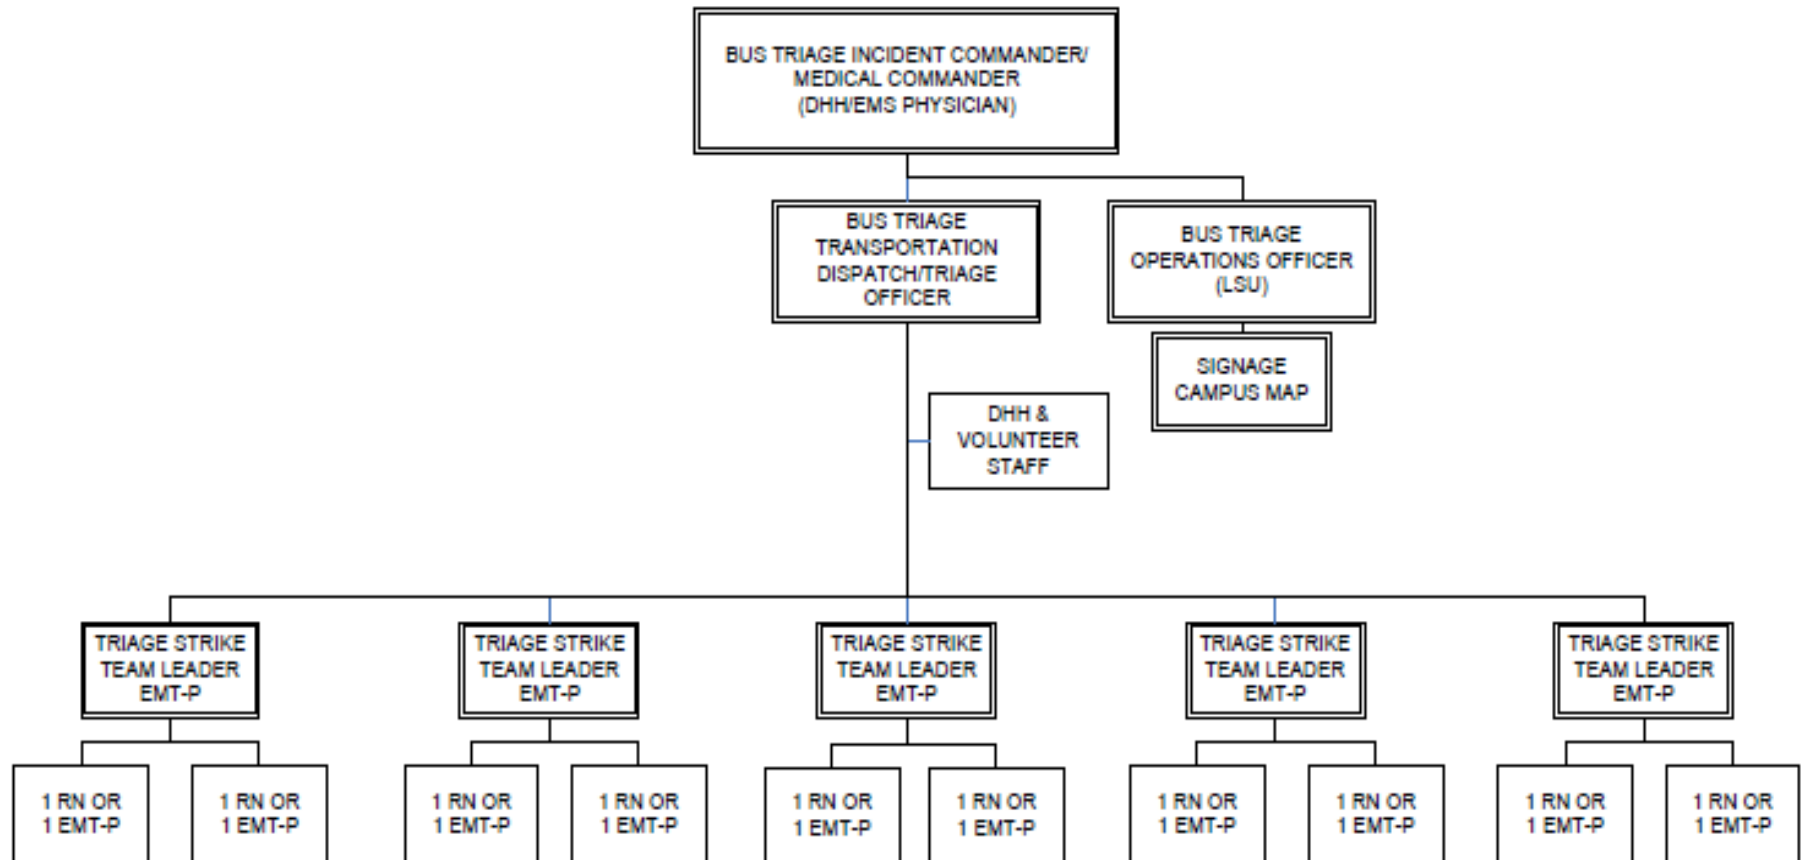 BUS TRIAGE INCIDENT COMMANDER/
MEDICAL COMMANDER
(DHH/EMS PHYSICIAN)
BUS TRIAGE
TRANSPORTATION
DISPATCH/TRIAGE
OFFICER
BUS TRIAGE
OPERATIONS OFFICER
(LSU)
SIGNAGE
CAMPUS MAP
DHH &
VOLUNTEER
STAFF
TRIAGE STRIKE
TEAM LEADER
EMT-P
TRIAGE STRIKE
TEAM LEADER
EMT-P
TRIAGE STRIKE
TEAM LEADER
EMT-P
TRIAGE STRIKE
TEAM LEADER
EMT-P
TRIAGE STRIKE
TEAM LEADER
EMT-P
1 RN OR
1 EMT-P
1 RN OR
1 EMT-P
1 RN OR
1 EMT-P
1 RN OR
1 EMT-P
1 RN OR
1 EMT-P
1 RN OR
1 EMT-P
1 RN OR
1 EMT-P
1 RN OR
1 EMT-P
1 RN OR
1 EMT-P
1 RN OR
1 EMT-P